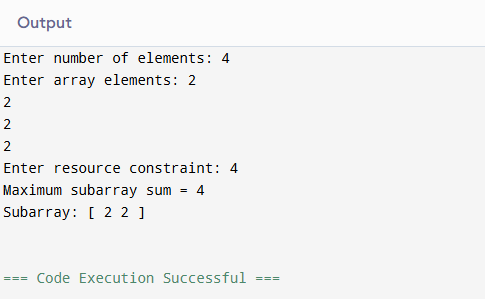 Output
Enter number of elements: 4
Enter array elements: 2
2
2
2
Enter resource constraint: 4
Maximum subarray sum = 4
Subarray: [ 2 2 ]
=== Code Execution Successful ===